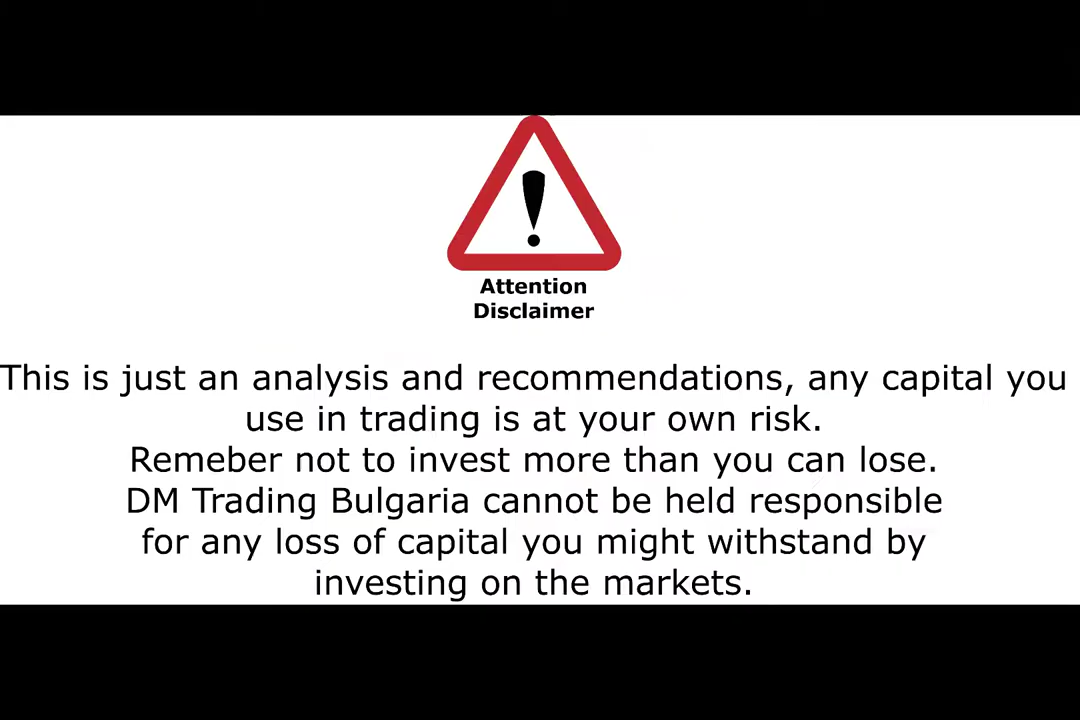 Attention
Disclaimer
This is just an analysis and recommendations, any capital you
use in trading is at your own risk.
Remeber not to invest more than you can lose.
DM Trading Bulgaria cannot be held responsible
for any loss of capital you might withstand by
investing on the markets.